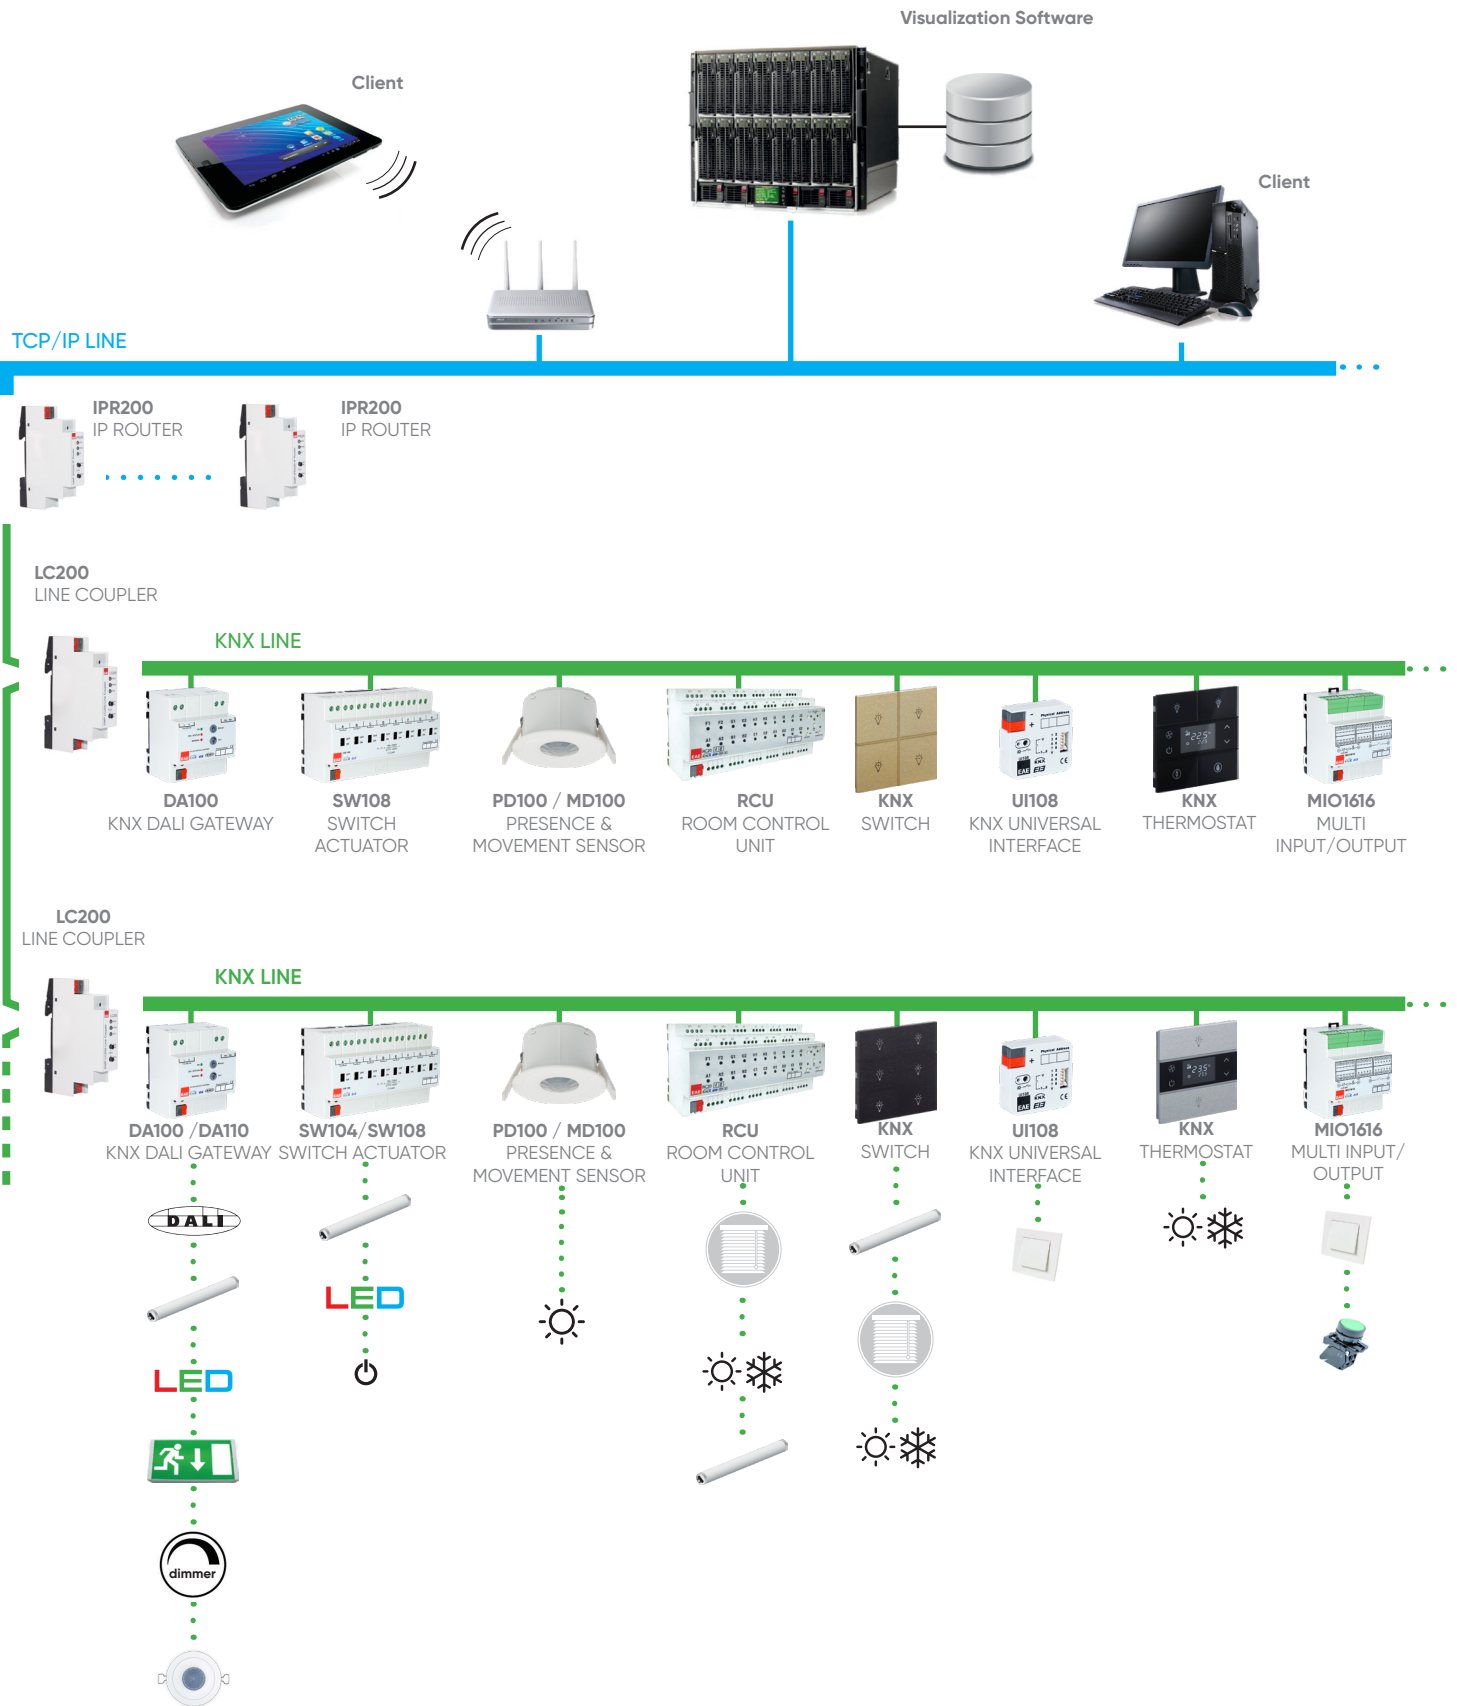 Visualization Software
Client
Client
TCP/IP LINE
IPR200
IP ROUTER
IPR200
IP ROUTER
LC200
LINE COUPLER
KNX LINE
DA100
KNX DALI GATEWAY
SW108
SWITCH
ACTUATOR
PD100 / MD100
PRESENCE &
MOVEMENT SENSOR
RCU
ROOM CONTROL
UNIT
KNX
SWITCH
UI108
KNX UNIVERSAL
INTERFACE
KNX
THERMOSTAT
MIO1616
MULTI
INPUT/OUTPUT
LC200
LINE COUPLER
KNX LINE
DA100 /DA110
KNX DALI GATEWAY
SW104/SW108
SWITCH ACTUATOR
PD100 / MD100
PRESENCE &
MOVEMENT SENSOR
RCU
ROOM CONTROL
UNIT
KNX
SWITCH
UI108
KNX UNIVERSAL
INTERFACE
KNX
THERMOSTAT
MIO1616
MULTI INPUT/
OUTPUT
DALI
LED
LED
dimmer